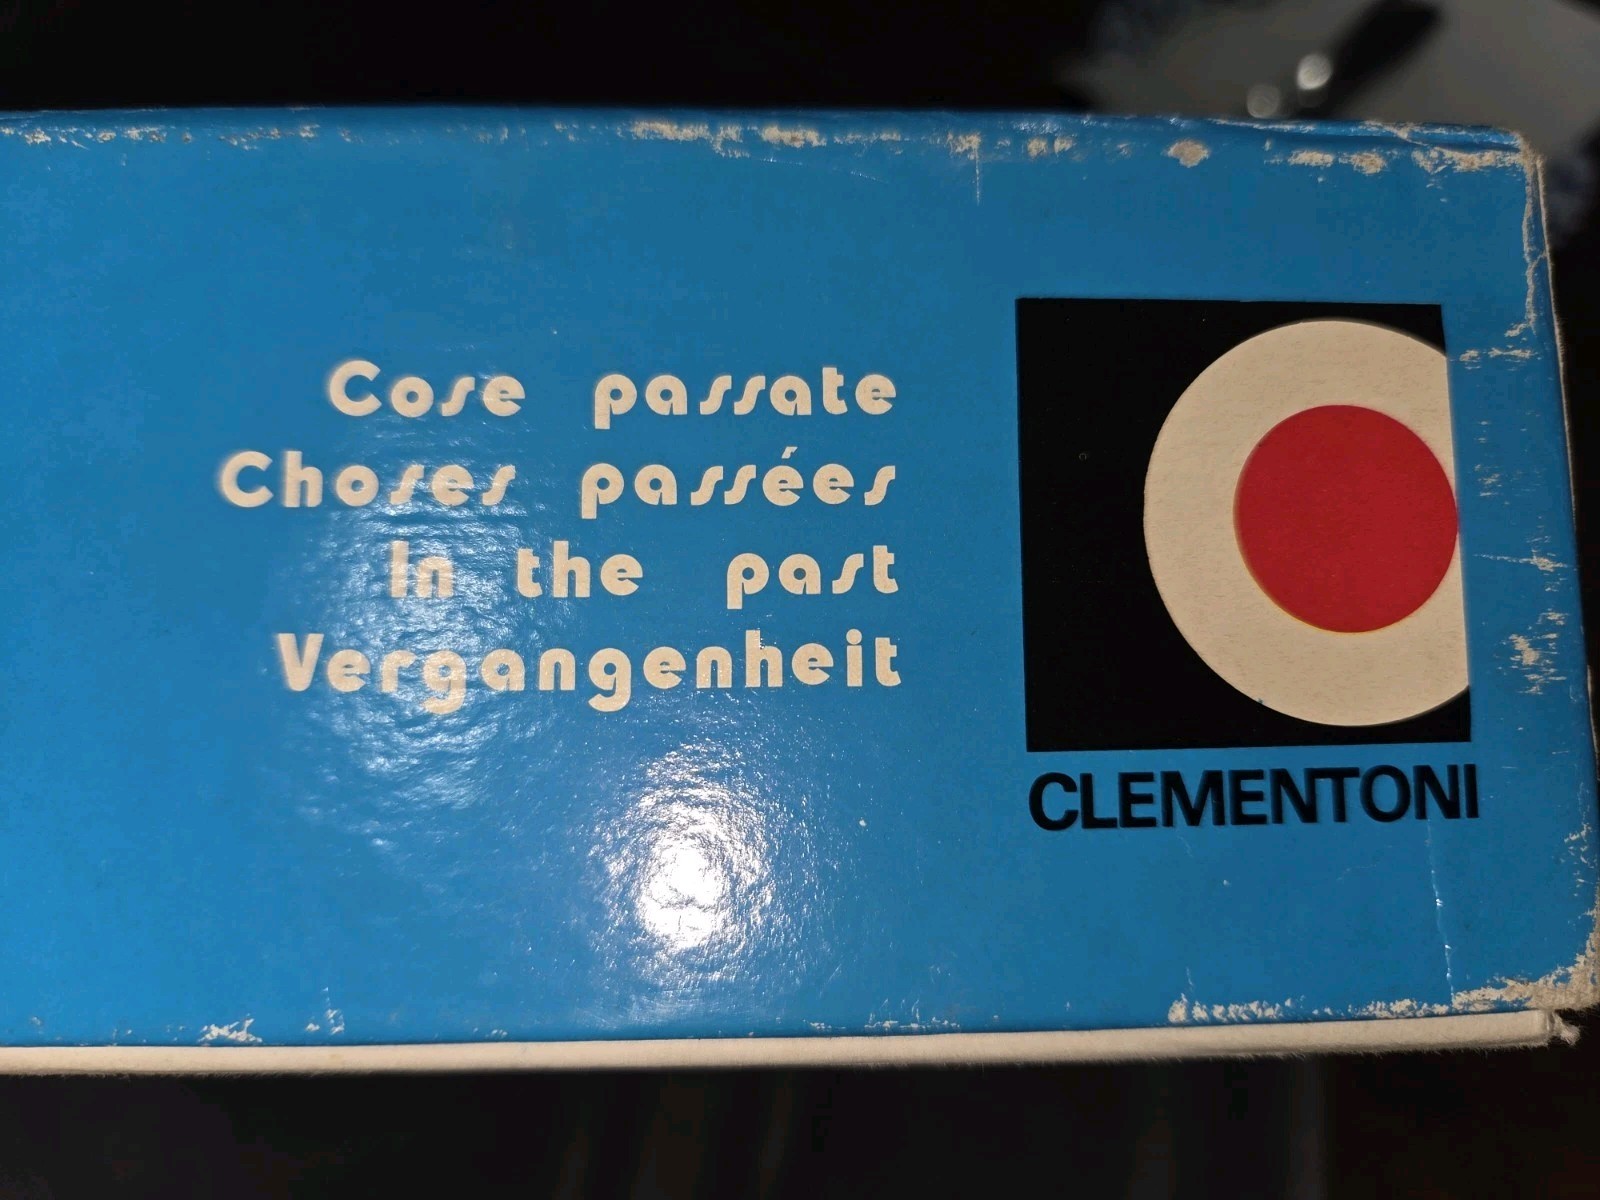 Cose passate
Choses passées
In the past
Vergangenheit
CLEMENTONI